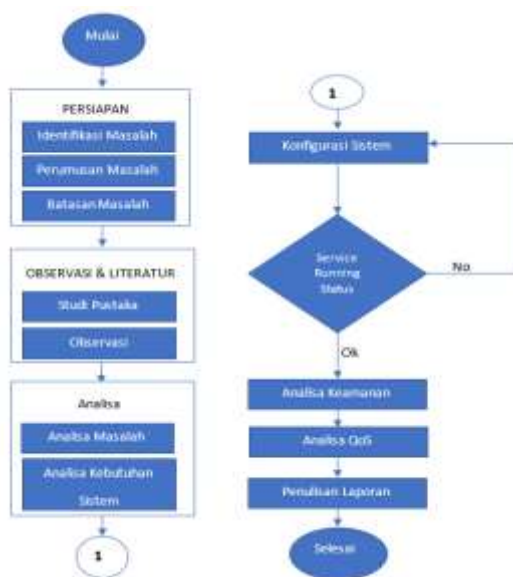 Mulai
PERSIAPAN
Identifikasi Masalah
Perumusan Masalah
Batasan Masalah
OBSERVASI & LITERATUR
Studi Pustaka
Observasi
Analisa
Analisa Masalah
Analisa Kebutuhan
Sistem
1
1
Konfigurasi Sistem
Service
Running
Status
No
Ok
Analisa Keamanan
Analisa QoS
Penulisan Laporan
Selesai